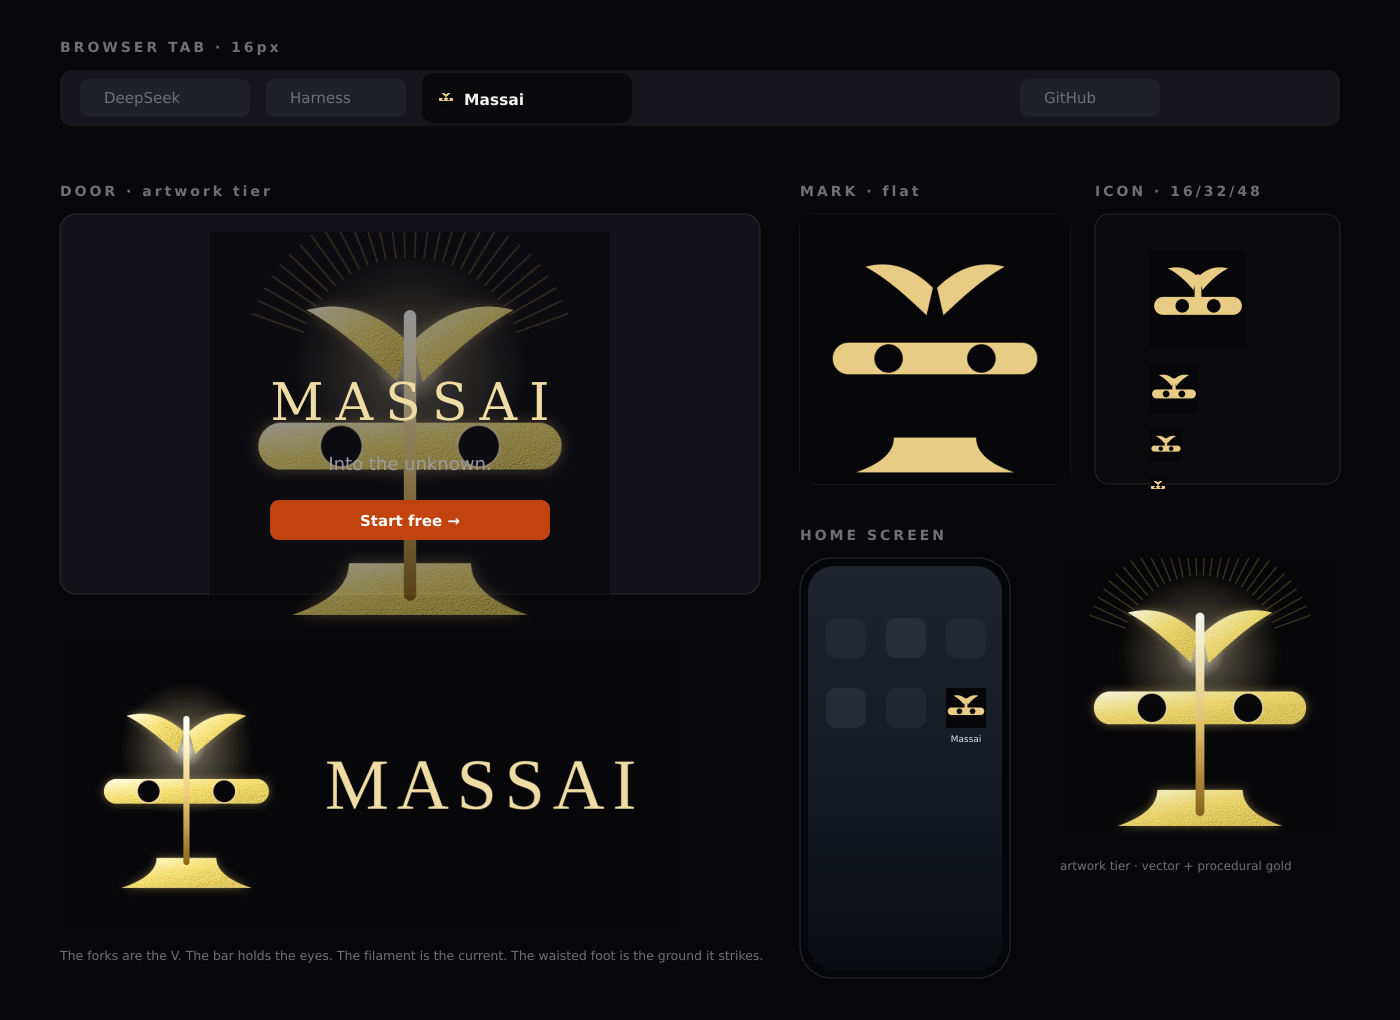 BROWSER TAB · 16px
DeepSeek
Harness
Massai
GitHub
DOOR · artwork tier
MARK · flat
ICON · 16/32/48
MASSAI
Into the unknown.
Start free →
HOME SCREEN
Massai
MASSAI
artwork tier · vector + procedural gold
The forks are the V. The bar holds the eyes. The filament is the current. The waisted foot is the ground it strikes.